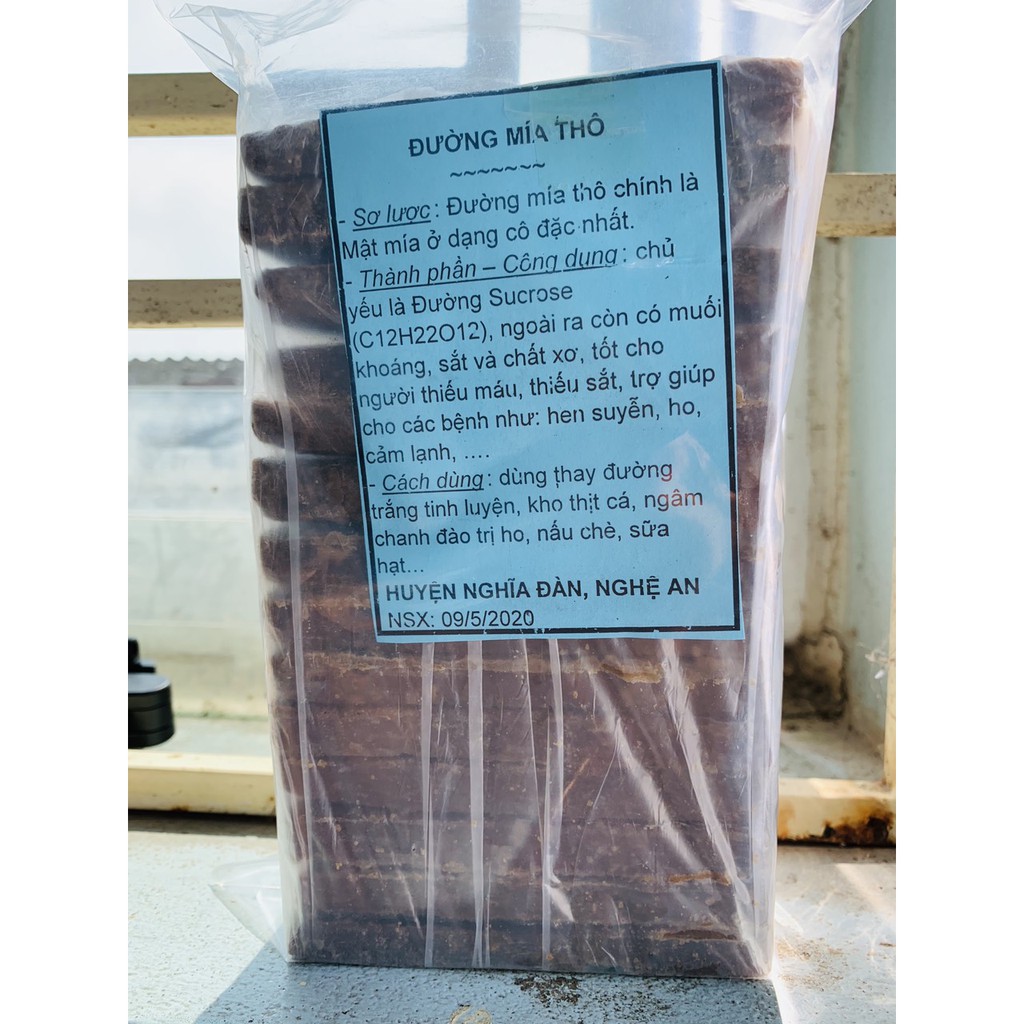 ĐƯỜNG MÍA THÔ
~~~~~~~
- Sơ lược: Đường mía thô chính là
Mật mía ở dạng cô đặc nhất.
- Thành phần – Công dụng: chủ
yếu là Đường Sucrose
(C12H22O12), ngoài ra còn có muối
khoáng, sắt và chất xơ, tốt cho
người thiếu máu, thiếu sắt, trợ giúp
cho các bệnh như: hen suyễn, ho,
cảm lạnh, ....
- Cách dùng: dùng thay đường
trắng tinh luyện, kho thịt cá, ngâm
chanh đào trị ho, nấu chè, sữa
hạt...
HUYỆN NGHĨA ĐÀN, NGHỆ AN
NSX: 09/5/2020